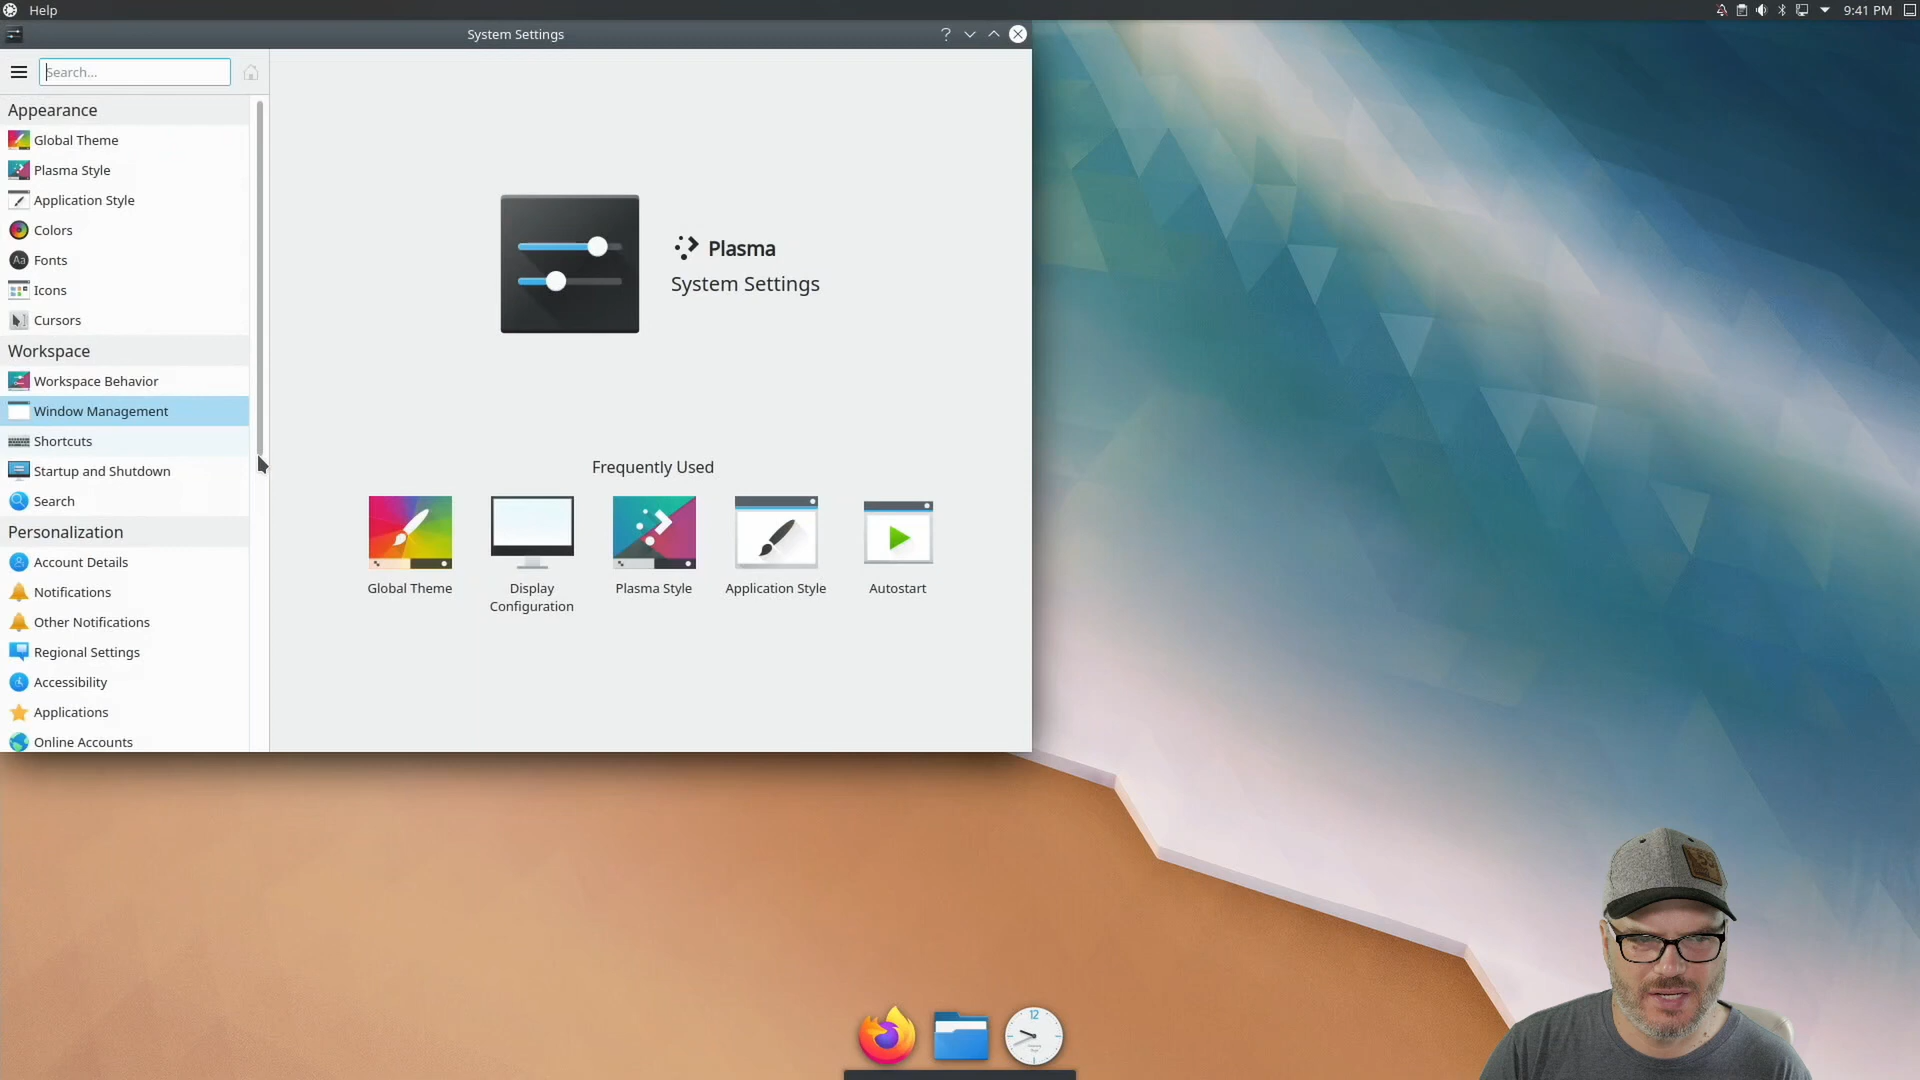 Help
9:41 PM
System Settings
Search...
Appearance
Global Theme
Plasma Style
Application Style
Colors
Aa
Fonts
Icons
Cursors
Workspace
Workspace Behavior
Window Management
Shortcuts
Startup and Shutdown
Search
Personalization
Account Details
Notifications
Other Notifications
Regional Settings
Accessibility
Applications
Online Accounts
Plasma
System Settings
Frequently Used
Global Theme
Display
Configuration
Plasma Style
Application Style
Autostart
12